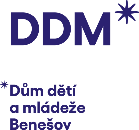 DDM*
*Dům dětí
a mládeže
Benešov